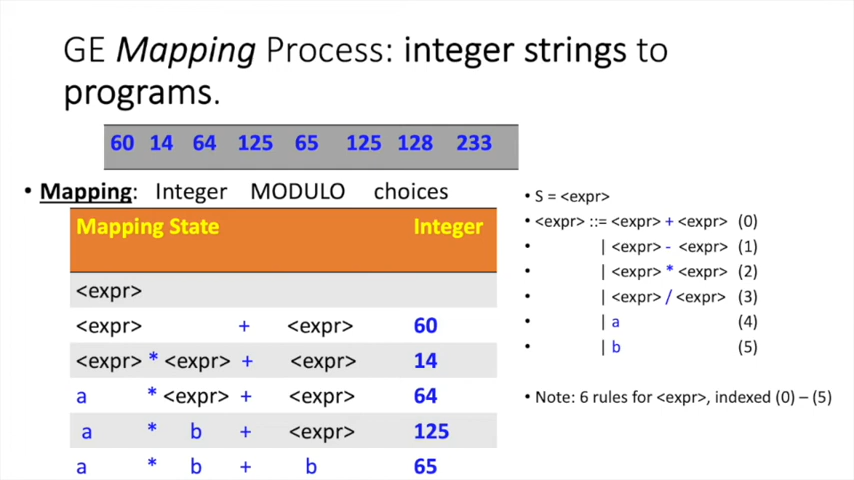 GE Mapping Process: integer strings to
programs.
60 14 64 125 65 125 128 233
• Mapping: Integer MODULO choices
Mapping State Integer
<expr>
<expr> + <expr> 60
<expr> * <expr> + <expr> 14
a * <expr> + <expr> 64
a * b + <expr> 125
a * b + b 65
• S = <expr>
• <expr> ::= <expr> + <expr> (0)
• | <expr> - <expr> (1)
• | <expr> * <expr> (2)
• | <expr> / <expr> (3)
• | a (4)
• | b (5)
• Note: 6 rules for <expr>, indexed (0) – (5)